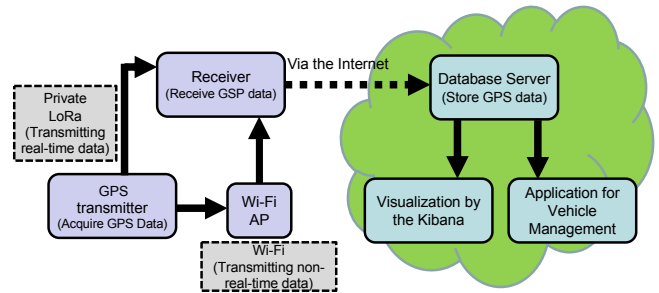 Receiver
(Receive GSP data)
Via the Internet
Database Server
(Store GPS data)
Private
LoRa
(Transmitting
real-time data)
GPS
transmitter
(Acquire GPS Data)
Wi-Fi
AP
Wi-Fi
(Transmitting non-
real-time data)
Visualization by
the Kibana
Application for
Vehicle
Management